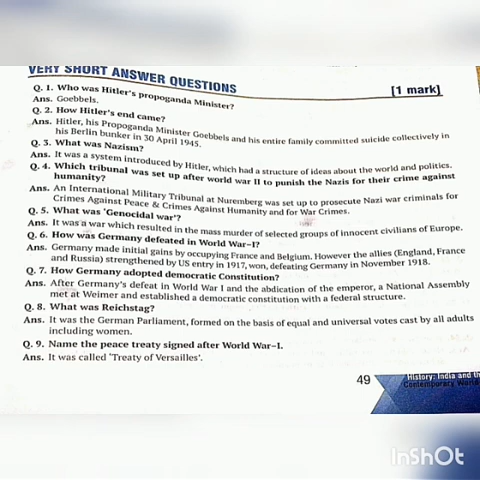 VERY SHORT ANSWER QUESTIONS
[1 mark]
Q. 1. Who was Hitler's propoganda Minister?
Ans. Goebbels.
Q. 2. How Hitler's end came?
Ans. Hitler, his Propoganda Minister Goebbels and his entire family committed suicide collectively in
his Berlin bunker in 30 April 1945.
Q. 3. What was Nazism?
Ans. It was a system introduced by Hitler, which had a structure of ideas about the world and politics.
Q. 4. Which tribunal was set up after world war II to punish the Nazis for their crime against
humanity?
Ans. An International Military Tribunal at Nuremberg was set up to prosecute Nazi war criminals for
Crimes Against Peace & Crimes Against Humanity and for War Crimes.
Q. 5. What was 'Genocidal war'?
Ans. It was a war which resulted in the mass murder of selected groups of innocent civilians of Europe.
Q. 6. How was Germany defeated in World War–I?
Ans. Germany made initial gains by occupying France and Belgium. However the allies (England, France
and Russia) strengthened by US entry in 1917, won, defeating Germany in November 1918.
Q. 7. How Germany adopted democratic Constitution?
Ans. After Germany's defeat in World War I and the abdication of the emperor, a National Assembly
met at Weimer and established a democratic constitution with a federal structure.
Q. 8. What was Reichstag?
Ans. It was the German Parliament, formed on the basis of equal and universal votes cast by all adults
including women.
Q. 9. Name the peace treaty signed after World War–I.
Ans. It was called 'Treaty of Versailles'.
49
History: India and th
Contemporary World
InShOt